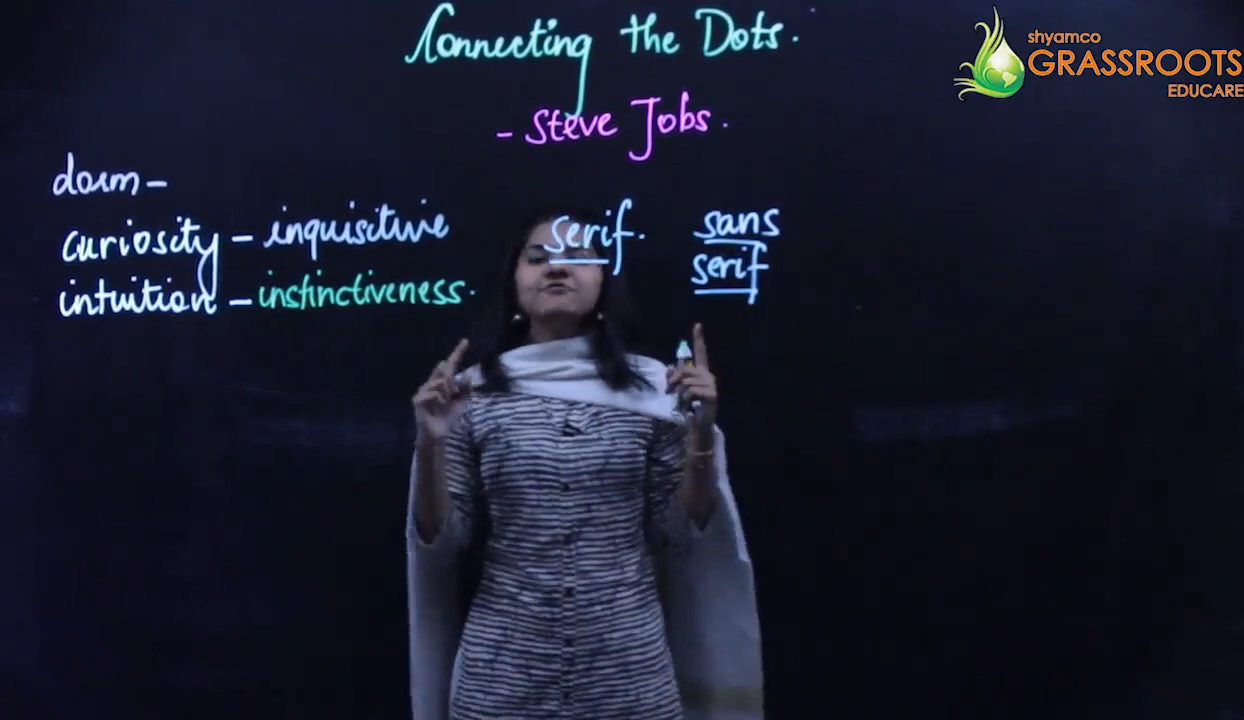 Connecting the Dots.
- Steve Jobs.
shyamco
GRASSROOTS
EDUCARE
dorm -
curiosity - inquisitive
intuition - instinctiveness.
serif.
sans
serif